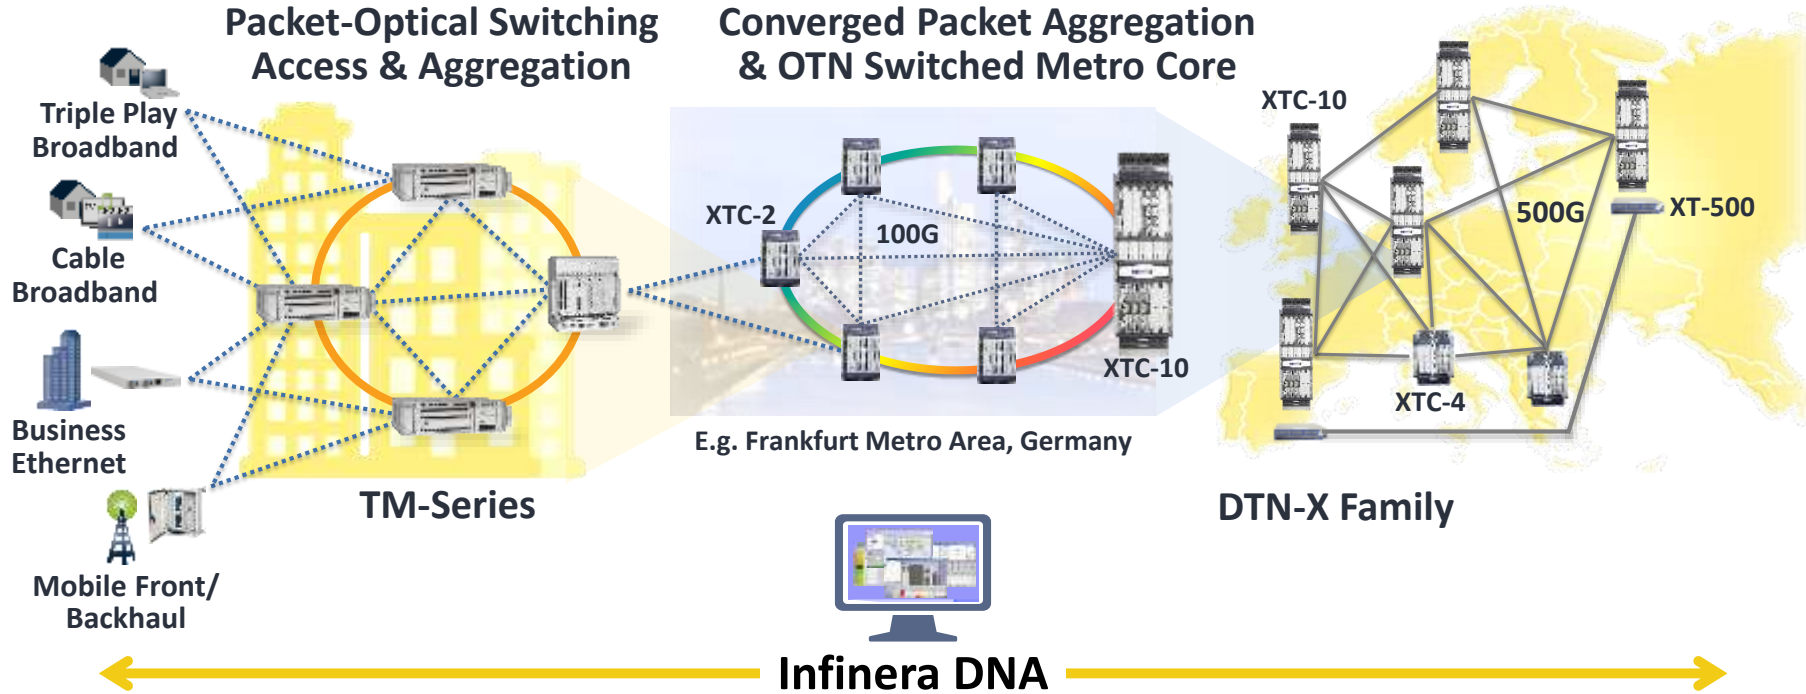 Packet-Optical Switching
Access & Aggregation
Converged Packet Aggregation
& OTN Switched Metro Core
Triple Play
Broadband
Cable
Broadband
Business
Ethernet
Mobile Front/
Backhaul
TM-Series
XTC-2
100G
XTC-10
E.g. Frankfurt Metro Area, Germany
XTC-10
500G
XT-500
XTC-4
DTN-X Family
Infinera DNA